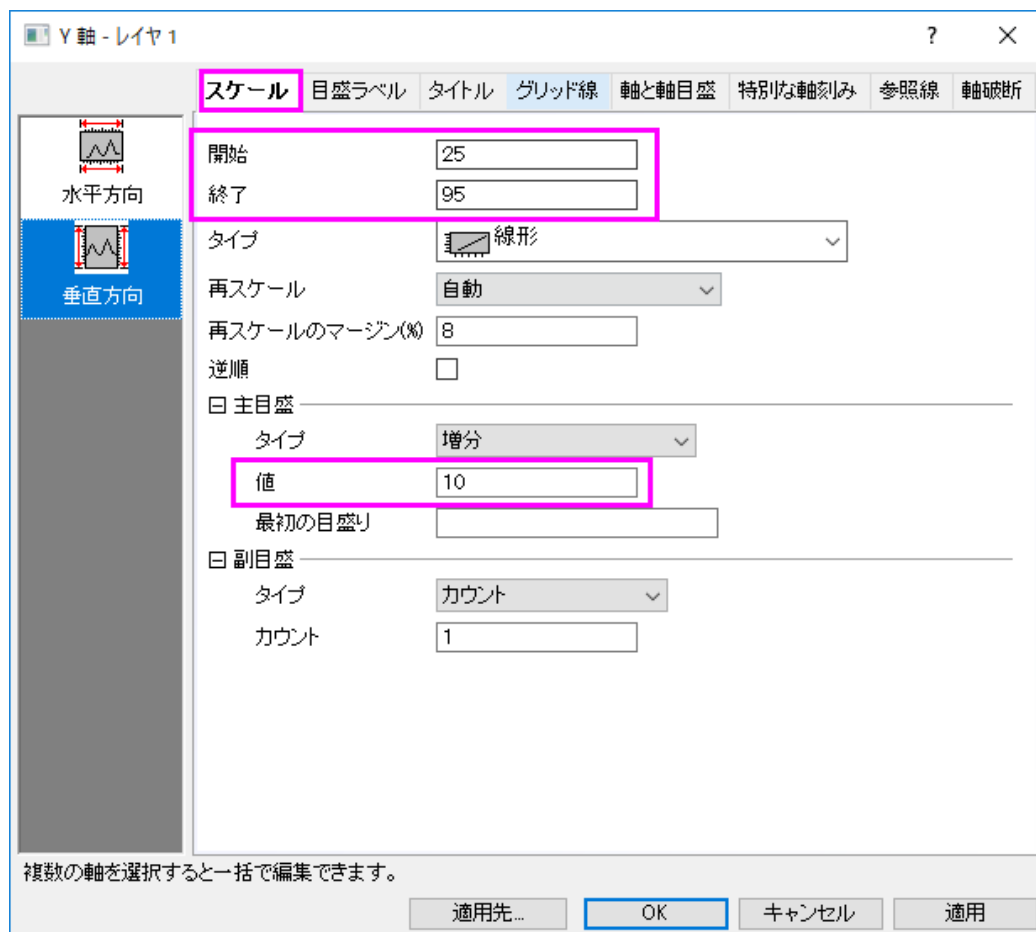 Y 軸 - レイヤ 1 ?
スケール 目盛ラベル タイトル グリッド線 軸と軸目盛 特別な軸刻み 参照線 軸破断
水平方向
垂直方向
開始 25
終了 95
タイプ 線形
再スケール 自動
再スケールのマージン(%) 8
逆順
主目盛
タイプ 増分
値 10
最初の目盛り
副目盛
タイプ カウント
カウント 1
複数の軸を選択すると一括で編集できます。
適用先... OK キャンセル 適用